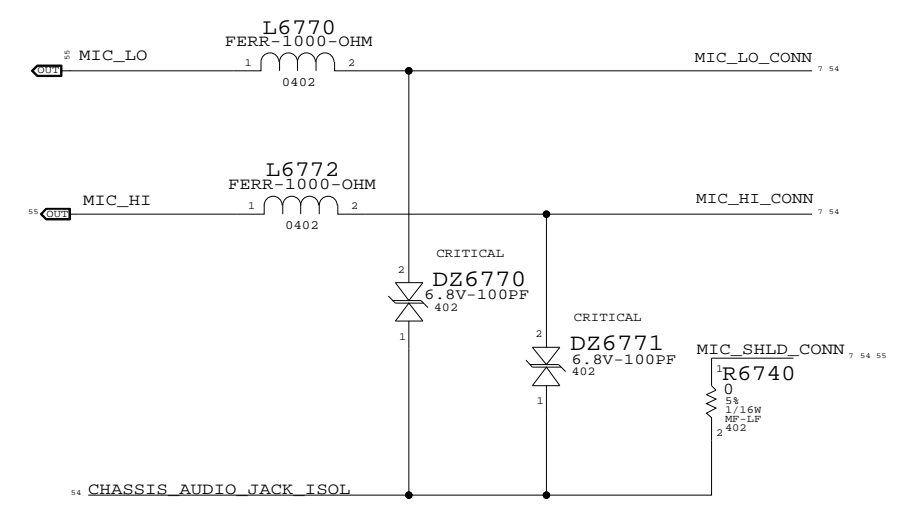 L6770
FERR-1000-OHM
55 MIC_LO
OUT
1 2
0402
MIC_LO_CONN 7 54
L6772
FERR-1000-OHM
MIC_HI
55 OUT
1 2
0402
MIC_HI_CONN 7 54
CRITICAL
2
DZ6770
6.8V-100PF
402
1
CRITICAL
2
DZ6771
6.8V-100PF
402
1
MIC_SHLD_CONN 7 54 55
1 R6740
0
5%
1/16W
MF-LF
402
2
54 CHASSIS_AUDIO_JACK_ISOL